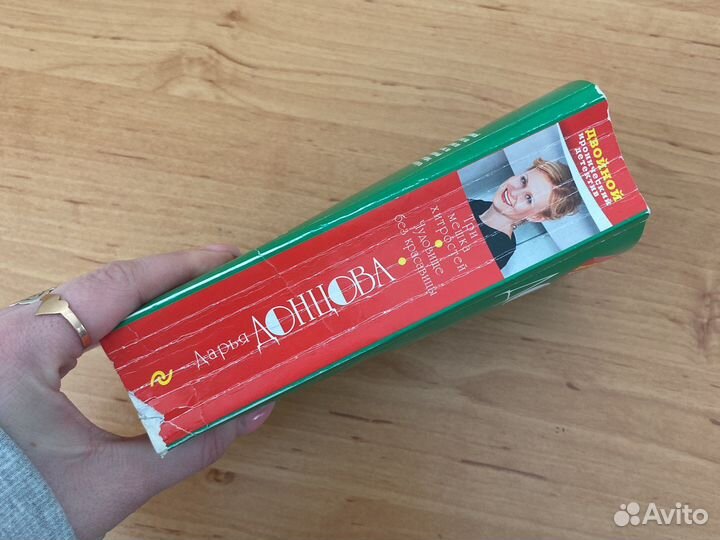 ДВОЙНОЙ
иронический
детектив
Три
мешка
хитростей
Чудовище
без красавицы
Дарья ДОНЦОВА
Avito